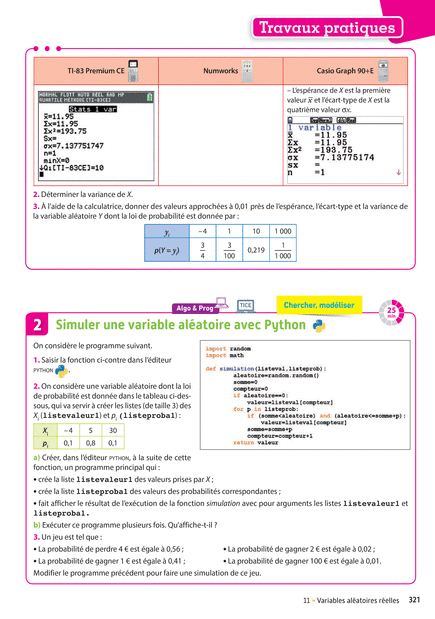 Travaux pratiques
TI-83 Premium CE
Numworks
Casio Graph 90+E
NORMAL FLOTT AUTO RÉEL RAD MP
QUARTILE METHODE (TI-83CE)
Stats 1 var
x̅=11.95
Σx=11.95
Σx²=193.75
Sx=
σx=7.137751747
n=1
minX=0
↓Q₁(TI-83CE)=10
– L'espérance de X est la première
valeur x̅ et l'écart-type de X est la
quatrième valeur σx.
1 variable
x̅ =11.95
Σx =11.95
Σx² =193.75
σx =7.13775174
sx =
n =1
2. Déterminer la variance de X.
3. À l'aide de la calculatrice, donner des valeurs approchées à 0,01 près de l'espérance, l'écart-type et la variance de
la variable aléatoire Y dont la loi de probabilité est donnée par :
yᵢ –4 1 10 1 000
p(Y = yᵢ) 3/4 3/100 0,219 1/1 000
Algo & Prog
TICE
Chercher, modéliser
25 min
2 Simuler une variable aléatoire avec Python
On considère le programme suivant.
1. Saisir la fonction ci-contre dans l'éditeur
PYTHON .
2. On considère une variable aléatoire dont la loi
de probabilité est donnée dans le tableau ci-des-
sous, qui va servir à créer les listes (de taille 3) des
Xᵢ (listevaleur1) et pᵢ (listeproba1) :
Xᵢ –4 5 30
pᵢ 0,1 0,8 0,1
import random
import math
def simulation(listeval,listeprob):
aleatoire=random.random()
somme=0
compteur=0
if aleatoire==0:
valeur=listeval[compteur]
for p in listeprob:
if (somme<aleatoire) and (aleatoire<=somme+p):
valeur=listeval[compteur]
somme=somme+p
compteur=compteur+1
return valeur
a) Créer, dans l'éditeur PYTHON, à la suite de cette
fonction, un programme principal qui :
• crée la liste listevaleur1 des valeurs prises par X ;
• crée la liste listeproba1 des valeurs des probabilités correspondantes ;
• fait afficher le résultat de l'exécution de la fonction simulation avec pour arguments les listes listevaleur1 et
listeproba1.
b) Exécuter ce programme plusieurs fois. Qu'affiche-t-il ?
3. Un jeu est tel que :
• La probabilité de perdre 4 € est égale à 0,56 ;
• La probabilité de gagner 2 € est égale à 0,02 ;
• La probabilité de gagner 1 € est égale à 0,41 ;
• La probabilité de gagner 100 € est égale à 0,01.
Modifier le programme précédent pour faire une simulation de ce jeu.
11 – Variables aléatoires réelles 321